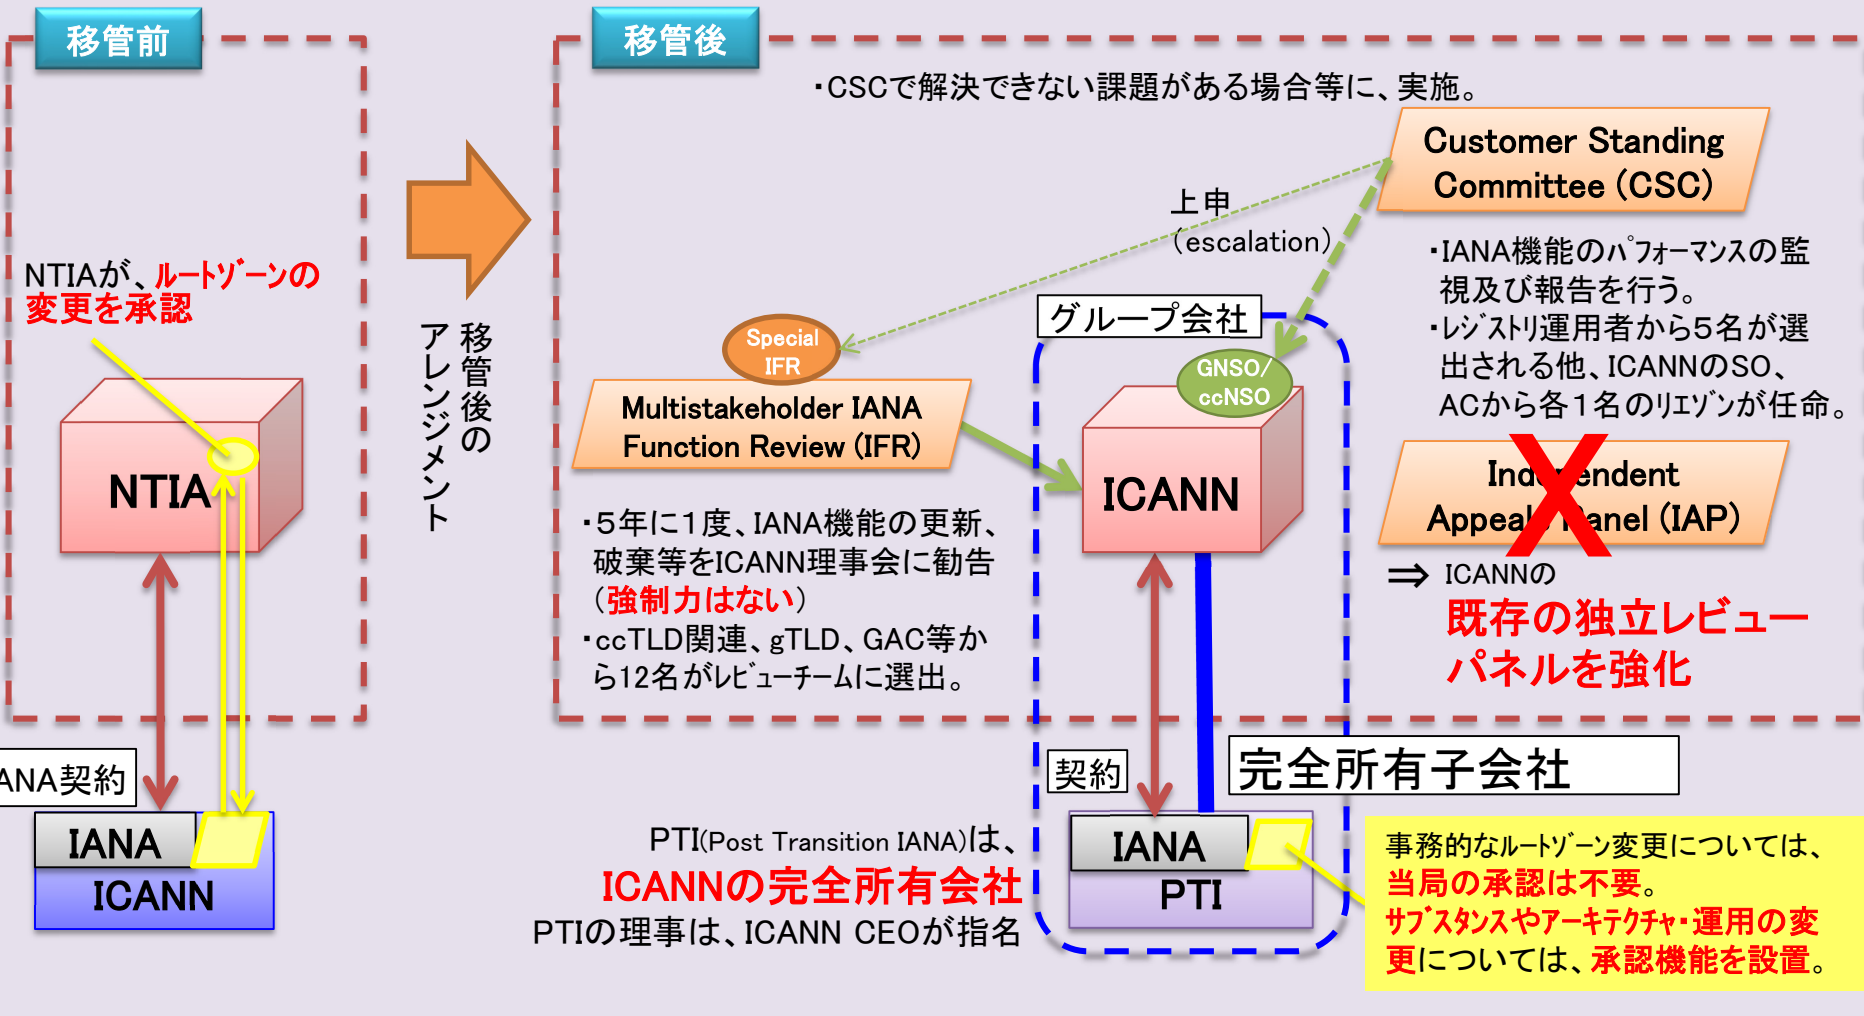 移管前
NTIAが、ルートゾーンの
変更を承認
NTIA
ANA契約
IANA
ICANN
移管後の
アレンジメント
移管後
・CSCで解決できない課題がある場合等に、実施。
Customer Standing
Committee (CSC)
上申
(escalation)
・IANA機能のパフォーマンスの監
視及び報告を行う。
・レジストリ運用者から5名が選
出される他、ICANNのSO、
ACから各1名のリエゾンが任命。
グループ会社
Special
IFR
GNSO/
ccNSO
Multistakeholder IANA
Function Review (IFR)
ICANN
・5年に1度、IANA機能の更新、
破棄等をICANN理事会に勧告
(強制力はない)
・ccTLD関連、gTLD、GAC等か
ら12名がレビューチームに選出。
Independent
Appeals Panel (IAP)
X
⇒ ICANNの
既存の独立レビュー
パネルを強化
契約
完全所有子会社
PTI(Post Transition IANA)は、
ICANNの完全所有会社
PTIの理事は、ICANN CEOが指名
IANA
PTI
事務的なルートゾーン変更については、
当局の承認は不要。
サブスタンスやアーキテクチャ・運用の変
更については、承認機能を設置。